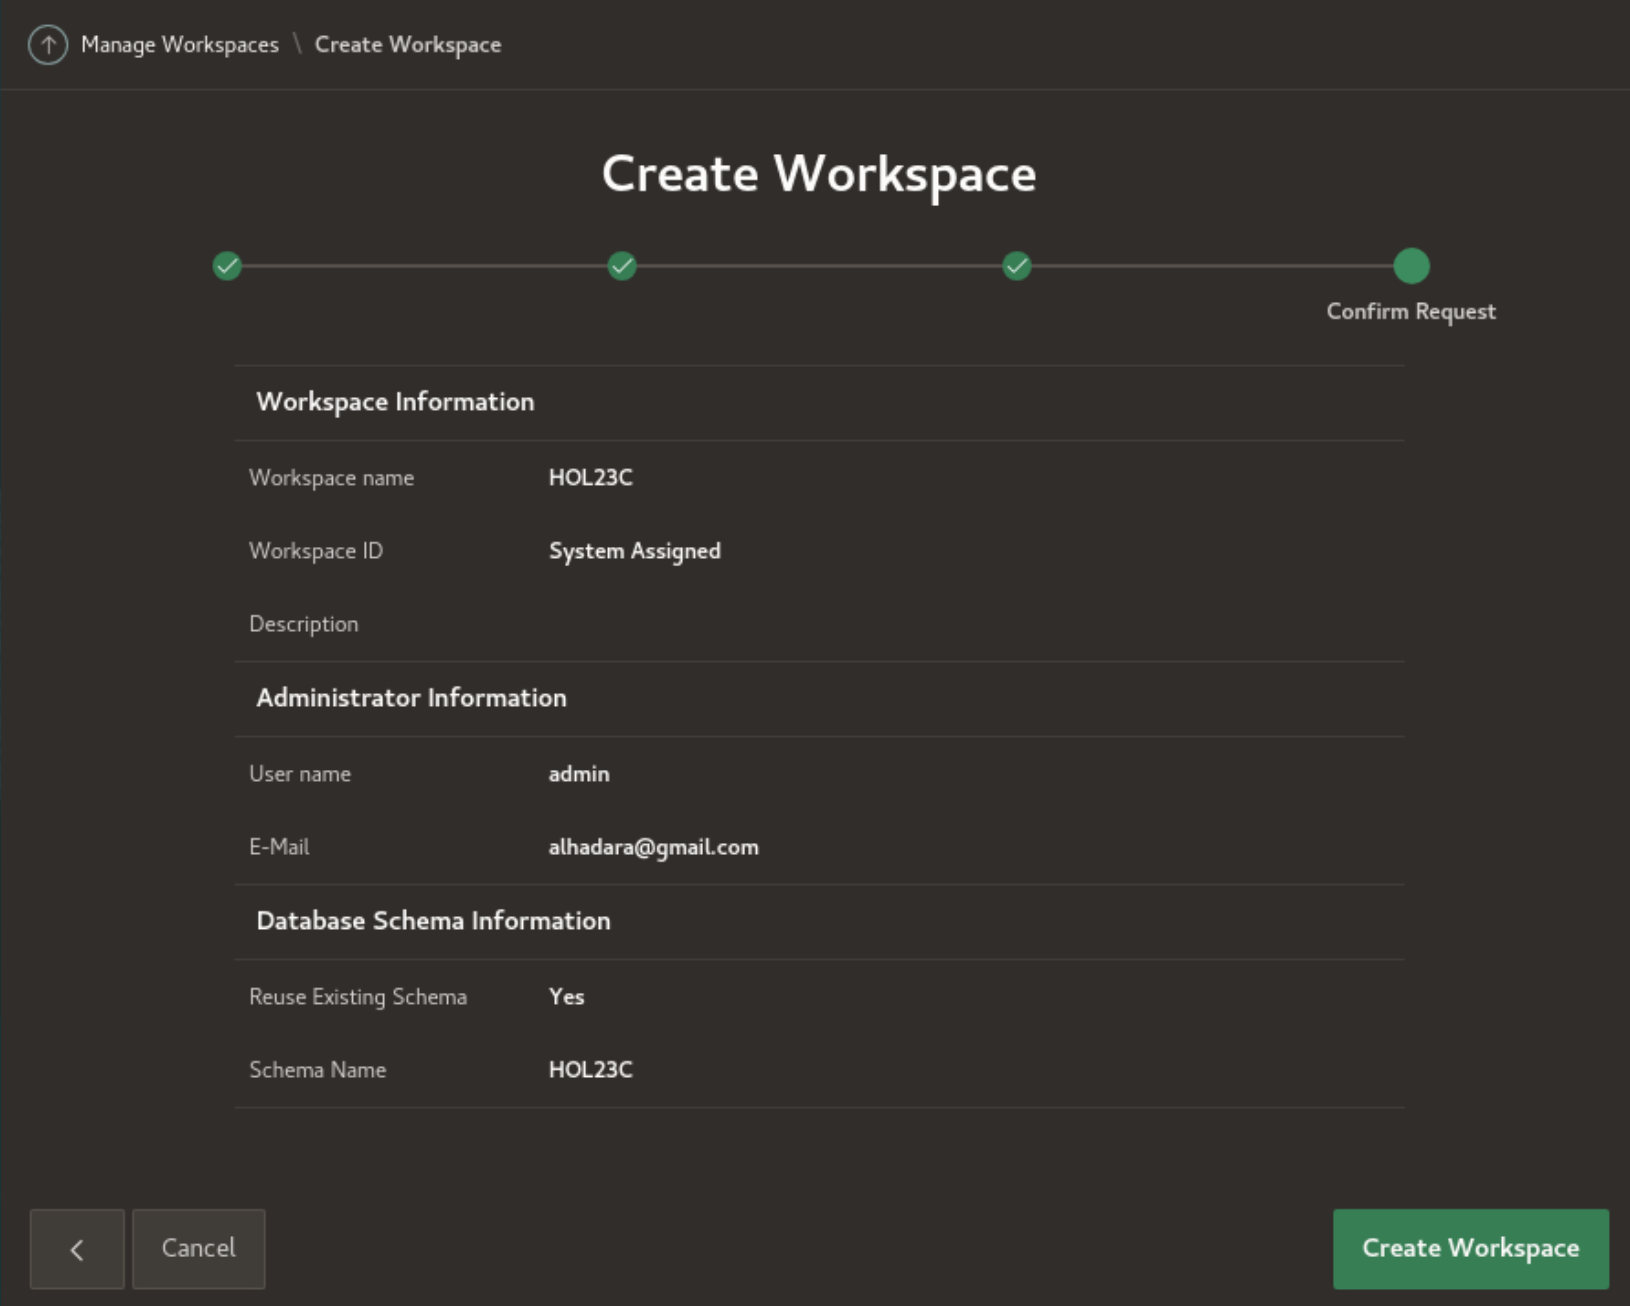 Manage Workspaces \ Create Workspace
Create Workspace
Confirm Request
Workspace Information
Workspace name HOL23C
Workspace ID System Assigned
Description
Administrator Information
User name admin
E-Mail alhadara@gmail.com
Database Schema Information
Reuse Existing Schema Yes
Schema Name HOL23C
Cancel Create Workspace